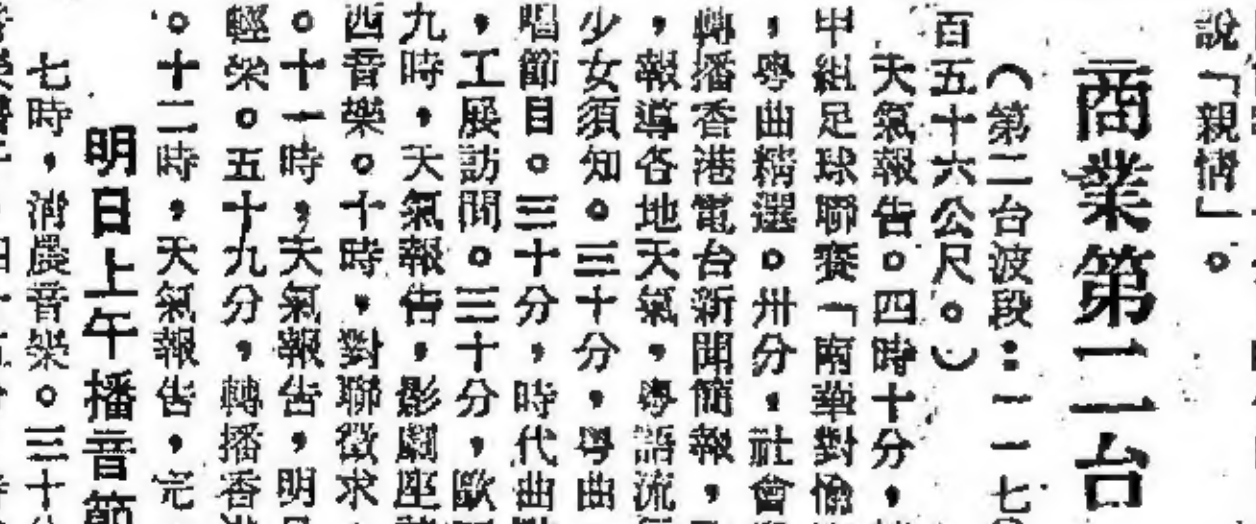 說「親情」。
商業第二台
（第二台波段：一一七
百五十六公尺。）
天氣報告。四時十分，
甲組足球聯賽「南華對愉
，粵曲精選。卅分，社會
轉播香港電台新聞簡報，
，報導各地天氣，粵語流
少女須知。三十分，粵曲
唱節目。三十分，時代曲
，工展訪問。三十分，歐
九時，天氣報告，影劇座
西音樂。十時，對聯徵求
。十一時，天氣報告，明
輕樂。五十九分，轉播香
。十二時，天氣報告，完
明日上午播音節
七時，清晨音樂。三十